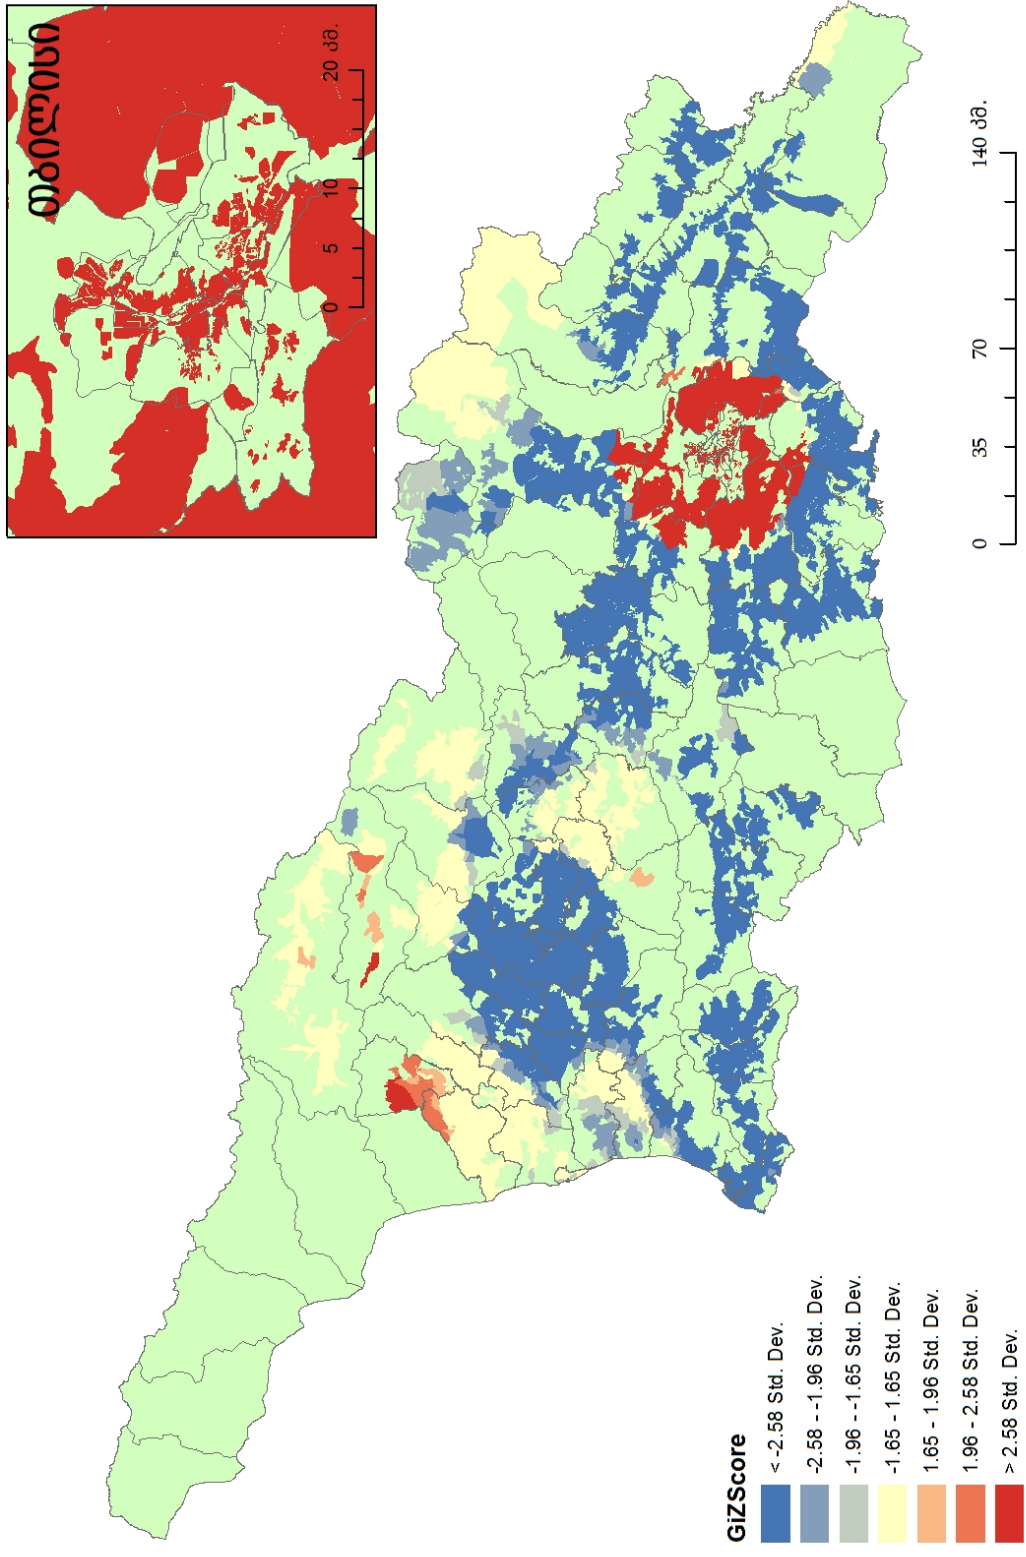 თბილისი
0 5 10 20 კმ.
GiZScore
< -2.58 Std. Dev.
-2.58 - -1.96 Std. Dev.
-1.96 - -1.65 Std. Dev.
-1.65 - 1.65 Std. Dev.
1.65 - 1.96 Std. Dev.
1.96 - 2.58 Std. Dev.
> 2.58 Std. Dev.
0 35 70 140 კმ.